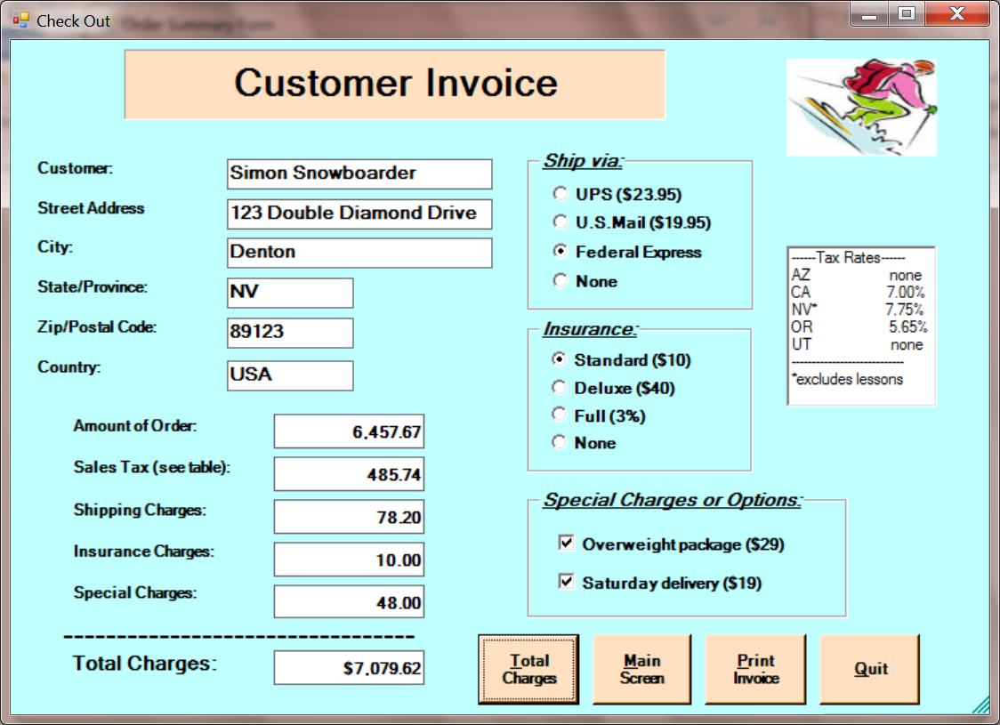 Check Out
Order Summary Form
Customer Invoice
Customer:
Simon Snowboarder
Street Address
123 Double Diamond Drive
City:
Denton
State/Province:
NV
Zip/Postal Code:
89123
Country:
USA
Amount of Order:
6,457.67
Sales Tax (see table):
485.74
Shipping Charges:
78.20
Insurance Charges:
10.00
Special Charges:
48.00
---------------------------------
Total Charges:
$7,079.62
Ship via:
UPS ($23.95)
U.S.Mail ($19.95)
Federal Express
None
Insurance:
Standard ($10)
Deluxe ($40)
Full (3%)
None
Special Charges or Options:
Overweight package ($29)
Saturday delivery ($19)
------Tax Rates------
AZ none
CA 7.00%
NV* 7.75%
OR 5.65%
UT none
----------------------------
*excludes lessons
Total
Charges
Main
Screen
Print
Invoice
Quit